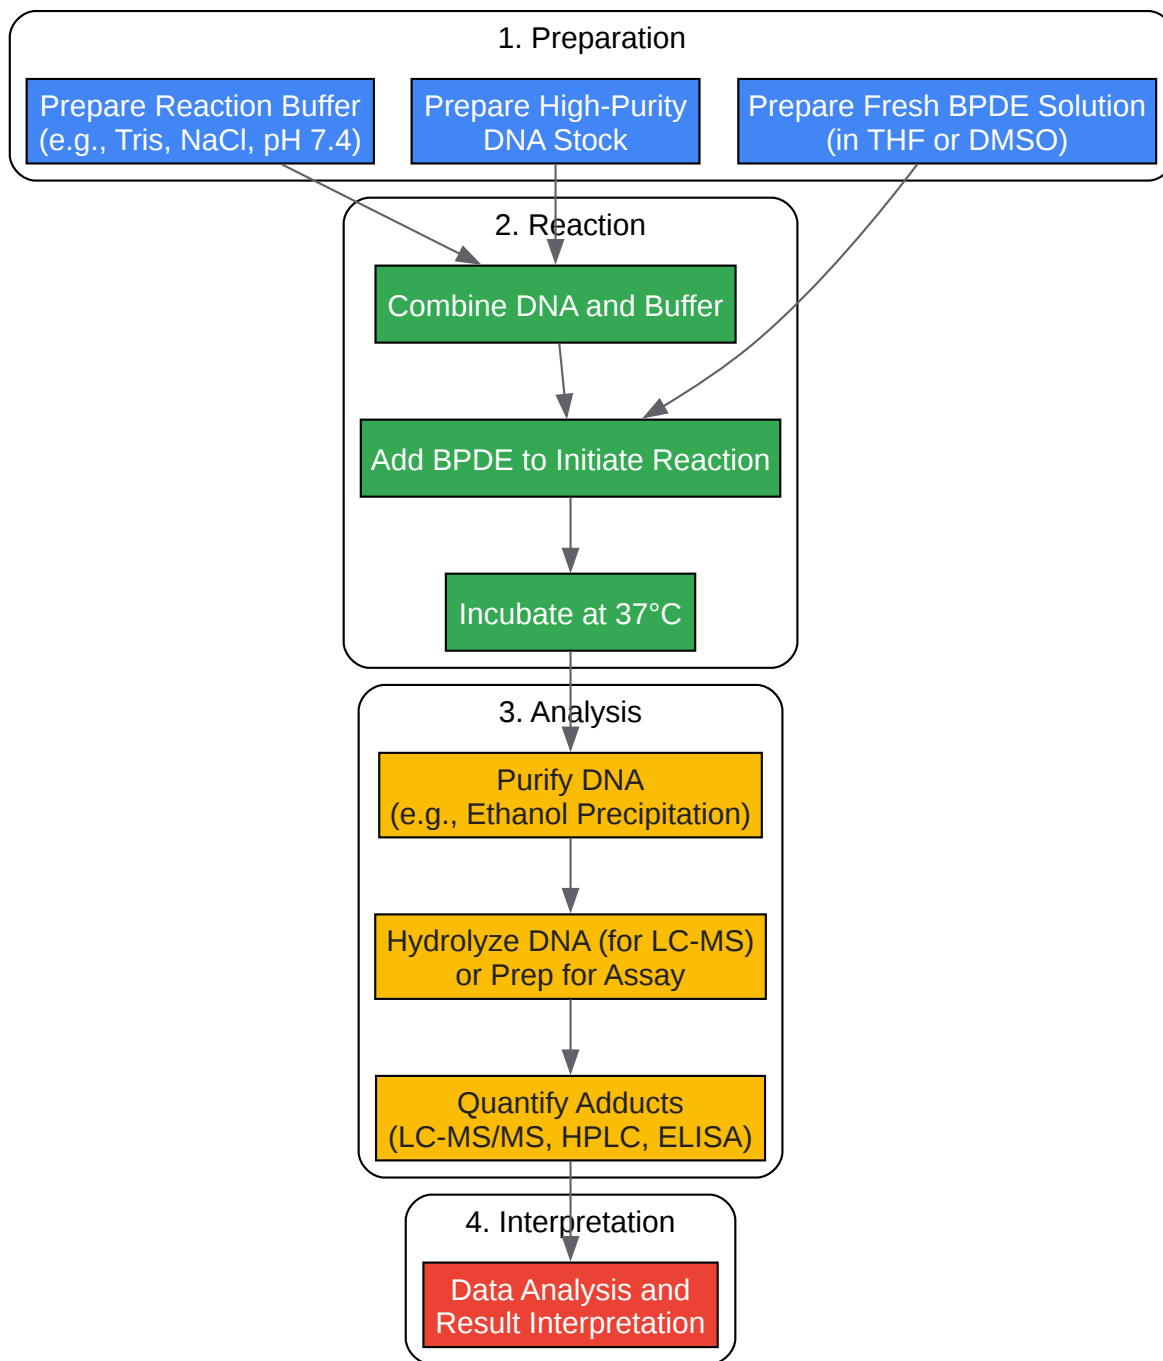 1. Preparation
Prepare Reaction Buffer
(e.g., Tris, NaCl, pH 7.4)
Prepare High-Purity
DNA Stock
Prepare Fresh BPDE Solution
(in THF or DMSO)
2. Reaction
Combine DNA and Buffer
Add BPDE to Initiate Reaction
Incubate at 37°C
3. Analysis
Purify DNA
(e.g., Ethanol Precipitation)
Hydrolyze DNA (for LC-MS)
or Prep for Assay
Quantify Adducts
(LC-MS/MS, HPLC, ELISA)
4. Interpretation
Data Analysis and
Result Interpretation